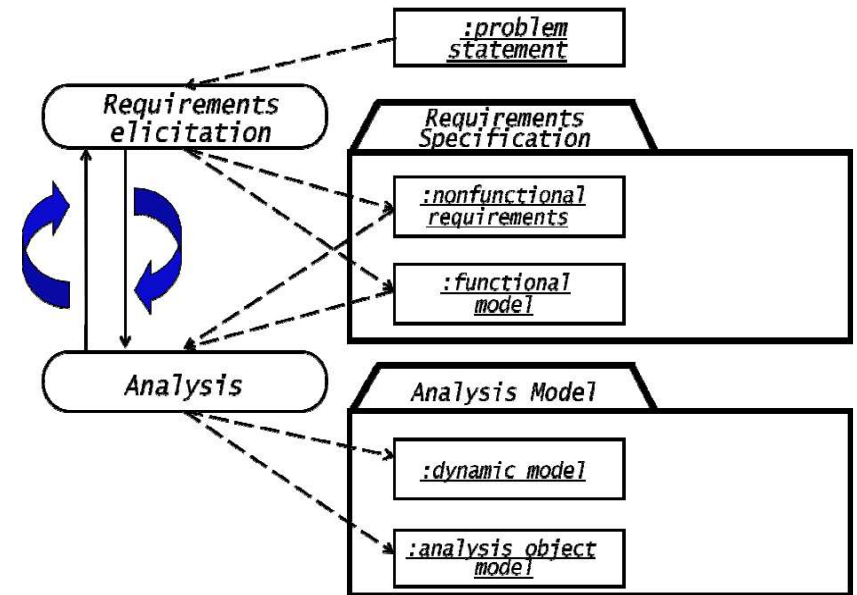 :problem
statement
Requirements
elicitation
Requirements
Specification
:nonfunctional
requirements
:functional
model
Analysis
Analysis Model
:dynamic model
:analysis object
model